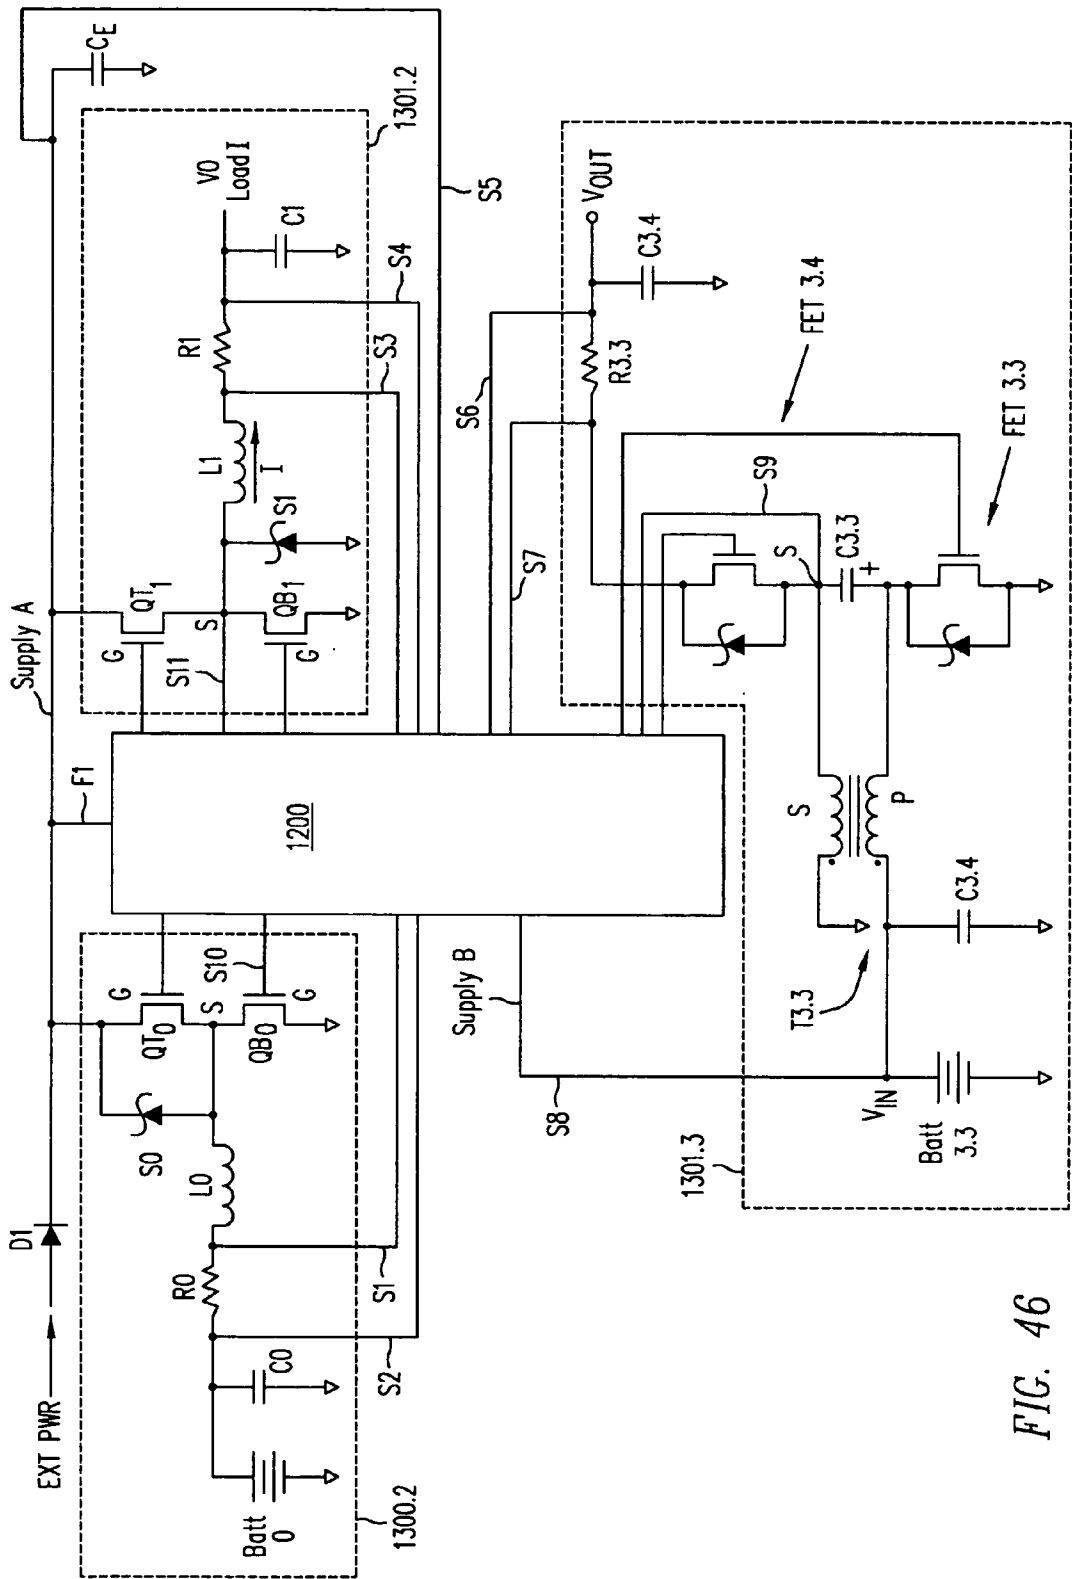 EXT PWR
D1
Supply A
F1
CE
1300.2
Batt
0
C0
R0
L0
S0
S1
S2
QT0
G
S
QB0
G
S10
1200
S11
G
QT1
S
QB1
G
S1
L1
I
R1
V0
Load I
C1
1301.2
S3
S4
S5
Supply B
S8
S6
S7
1301.3
VIN
Batt
3.3
T3.3
C3.4
S
P
S9
S
C3.3
+
R3.3
VOUT
C3.4
FET 3.4
FET 3.3
FIG. 46